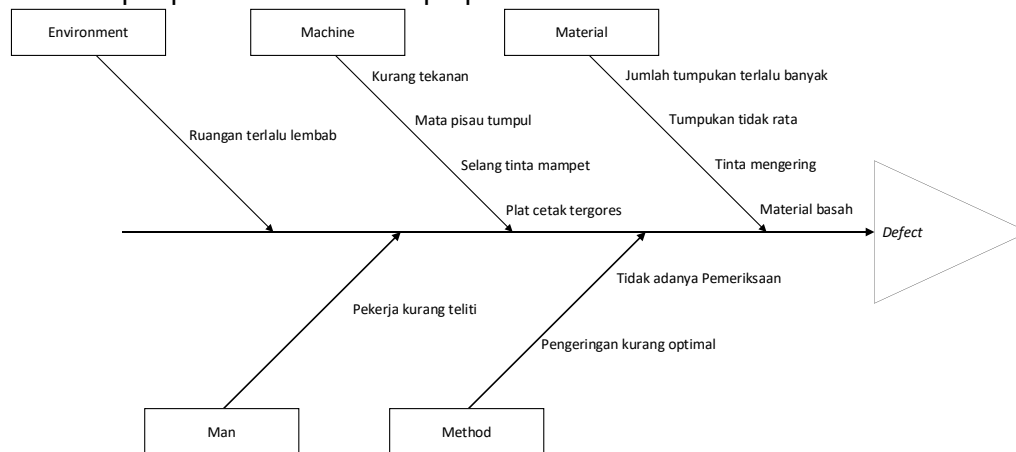 Environment
Machine
Material
Kurang tekanan
Jumlah tumpukan terlalu banyak
Mata pisau tumpul
Tumpukan tidak rata
Ruangan terlalu lembab
Selang tinta mampet
Tinta mengering
Plat cetak tergores
Material basah
Defect
Tidak adanya Pemeriksaan
Pekerja kurang teliti
Pengeringan kurang optimal
Man
Method